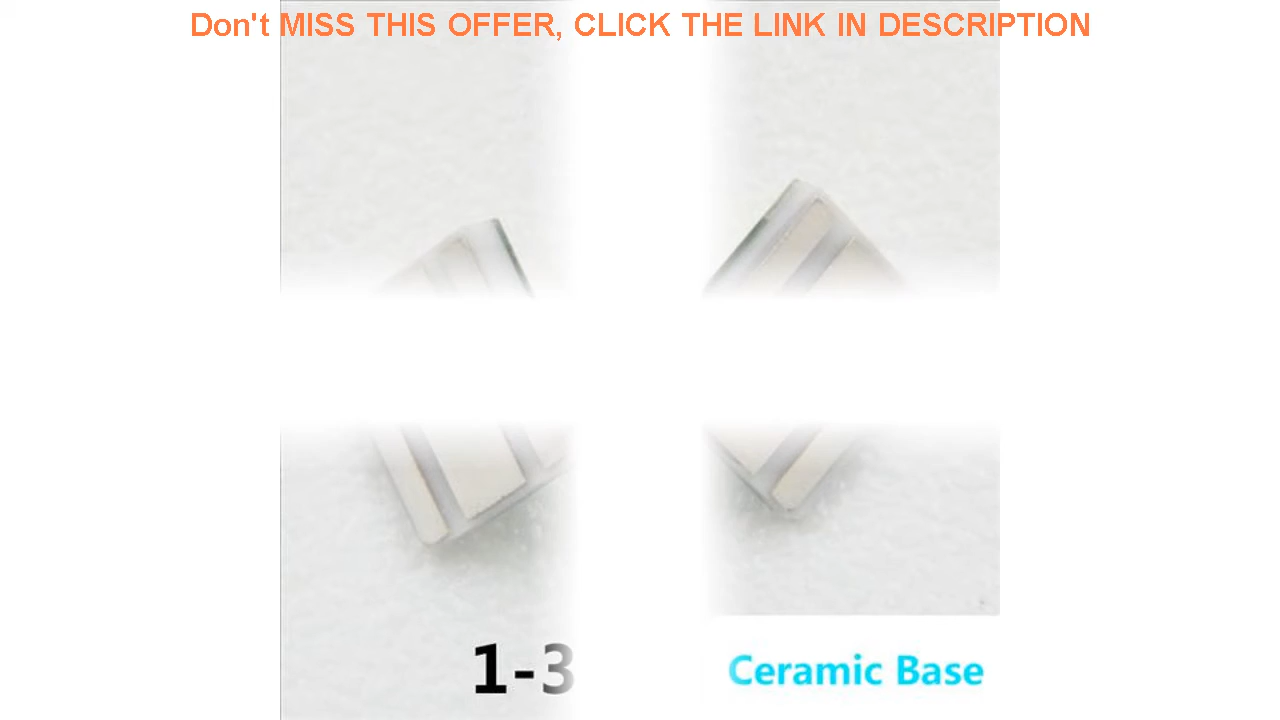 Don't MISS THIS OFFER, CLICK THE LINK IN DESCRIPTION
1-3
Ceramic Base